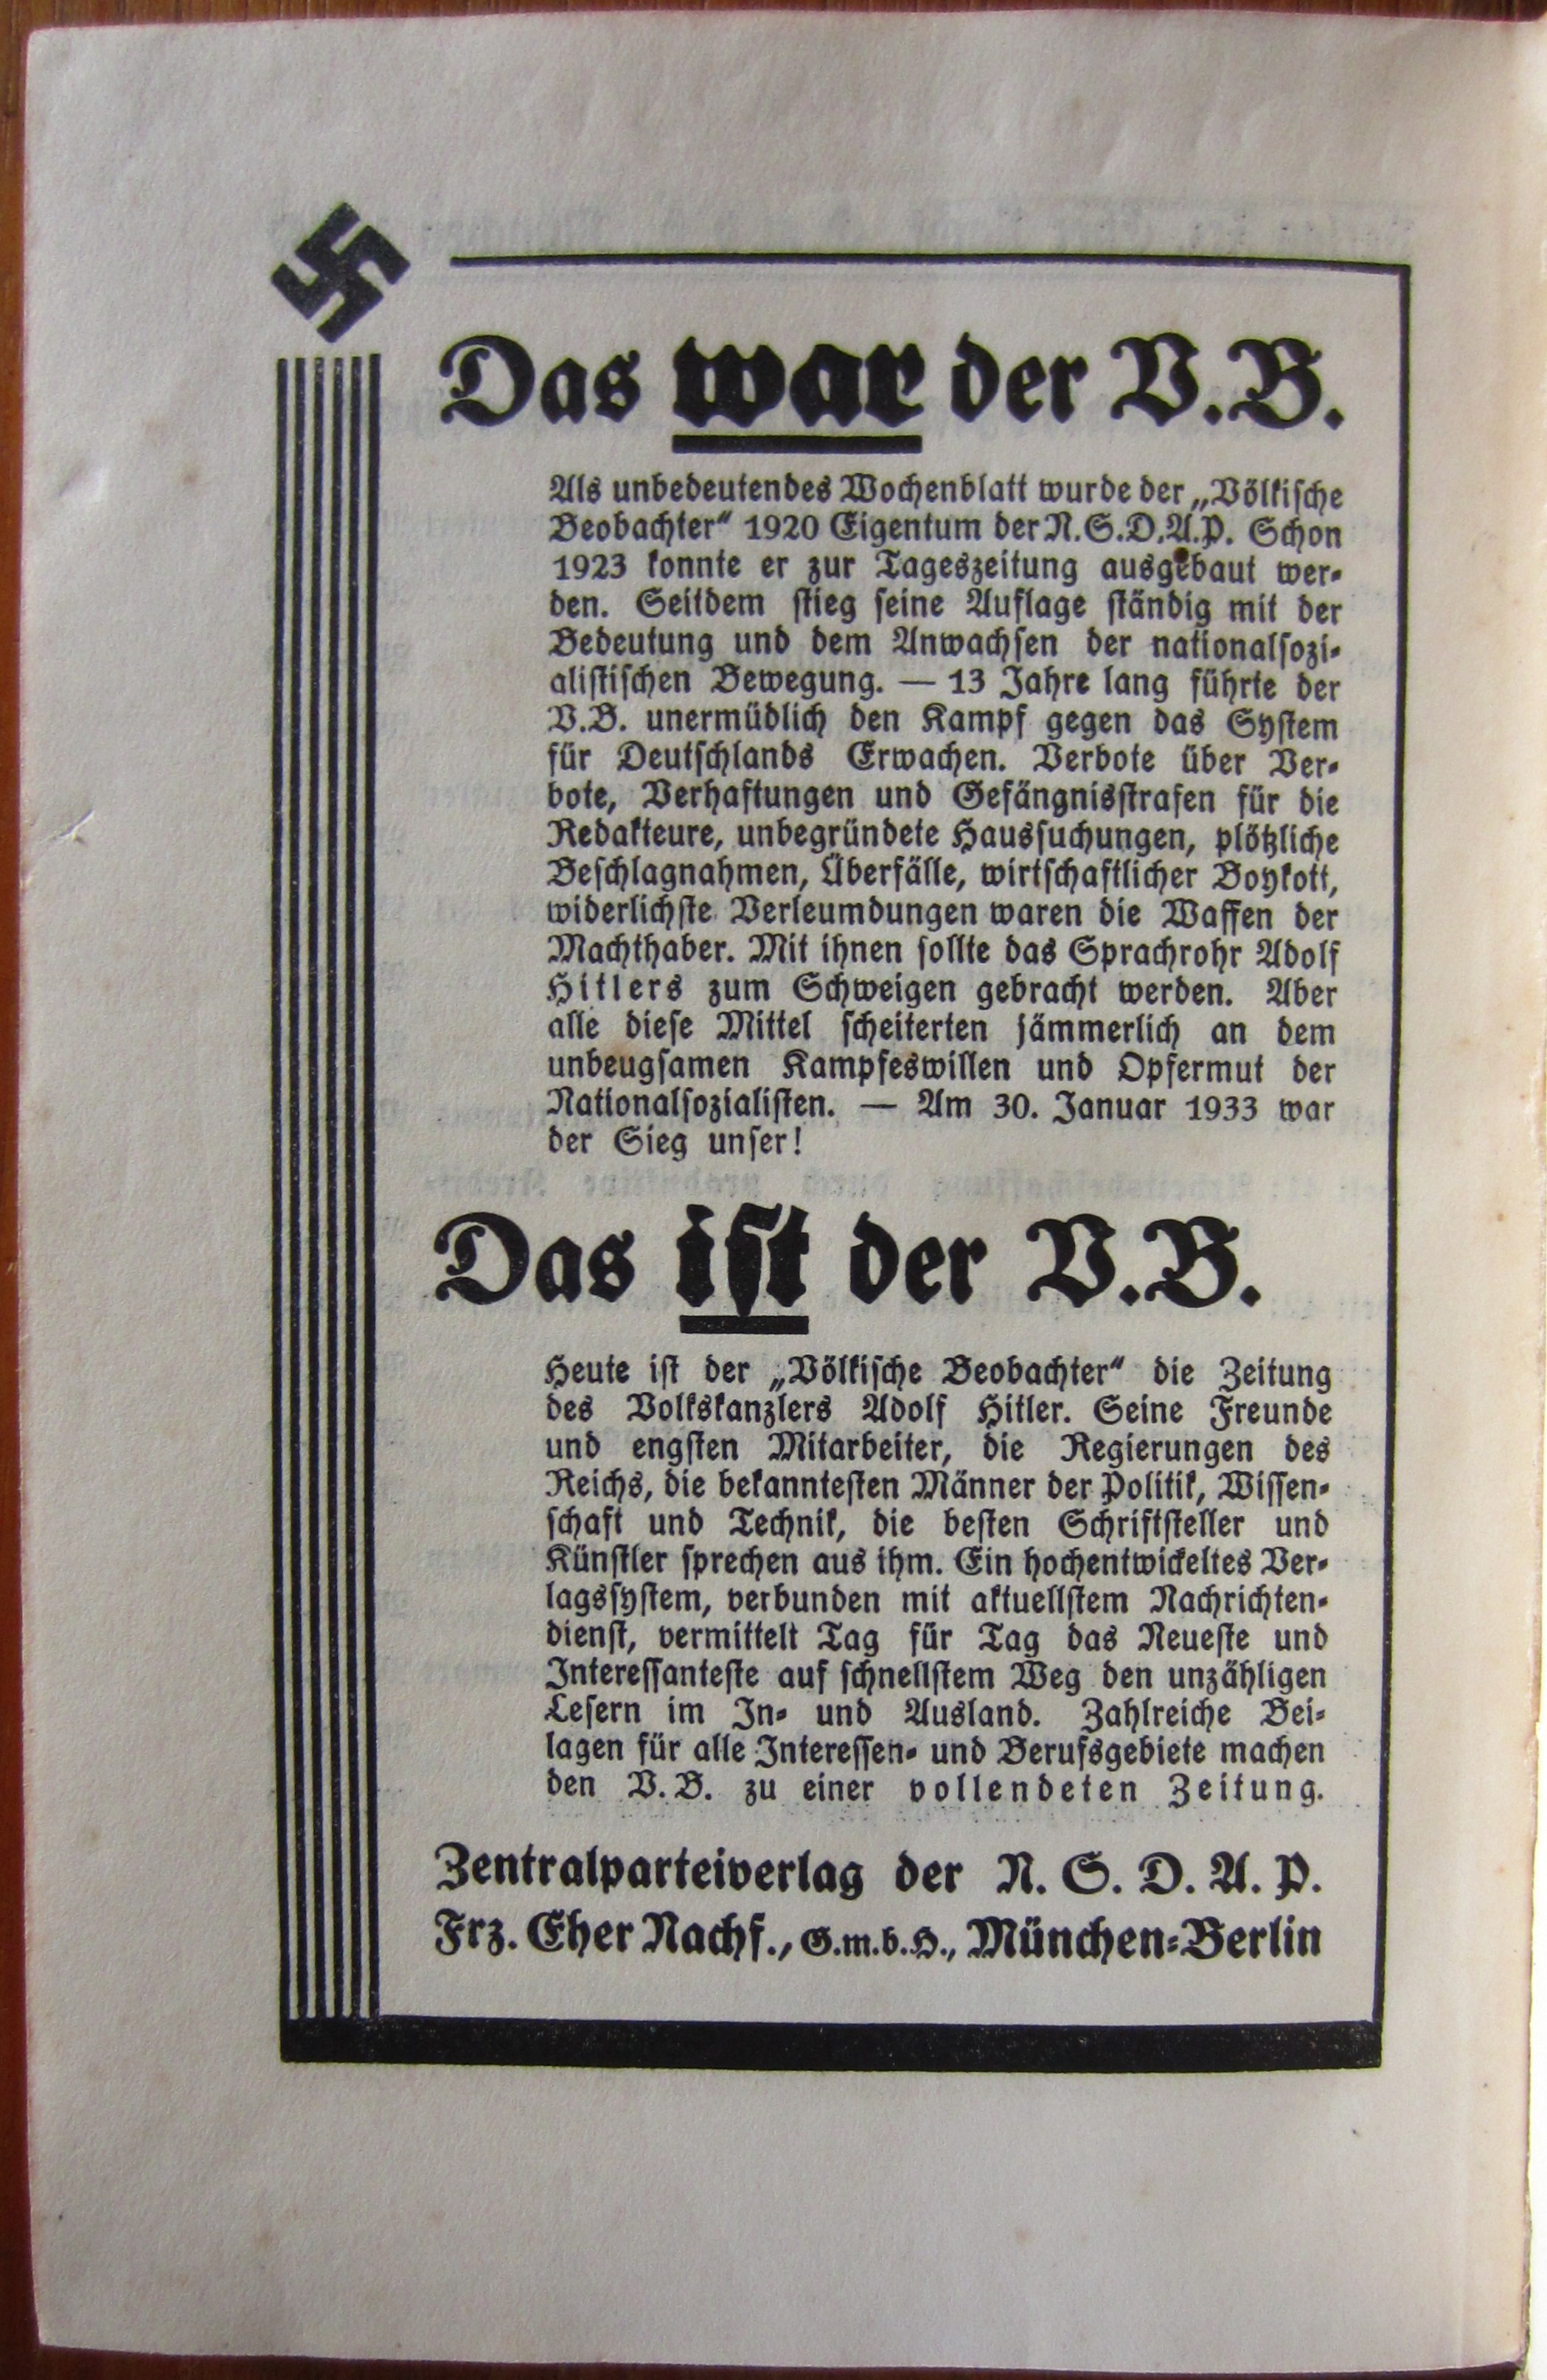 Das war der V.B.
Als unbedeutendes Wochenblatt wurde der „Völkische
Beobachter“ 1920 Eigentum der N.S.D.A.P. Schon
1923 konnte er zur Tageszeitung ausgebaut wer-
den. Seitdem stieg seine Auflage ständig mit der
Bedeutung und dem Anwachsen der nationalsozi-
alistischen Bewegung. — 13 Jahre lang führte der
V.B. unermüdlich den Kampf gegen das System
für Deutschlands Erwachen. Verbote über Ver-
bote, Verhaftungen und Gefängnisstrafen für die
Redakteure, unbegründete Haussuchungen, plötzliche
Beschlagnahmen, Überfälle, wirtschaftlicher Boykott,
widerlichste Verleumdungen waren die Waffen der
Machthaber. Mit ihnen sollte das Sprachrohr Adolf
Hitlers zum Schweigen gebracht werden. Aber
alle diese Mittel scheiterten jämmerlich an dem
unbeugsamen Kampfeswillen und Opfermut der
Nationalsozialisten. — Am 30. Januar 1933 war
der Sieg unser!
Das ist der V.B.
Heute ist der „Völkische Beobachter“ die Zeitung
des Volkskanzlers Adolf Hitler. Seine Freunde
und engsten Mitarbeiter, die Regierungen des
Reichs, die bekanntesten Männer der Politik, Wissen-
schaft und Technik, die besten Schriftsteller und
Künstler sprechen aus ihm. Ein hochentwickeltes Ver-
lagssystem, verbunden mit aktuellstem Nachrichten-
dienst, vermittelt Tag für Tag das Neueste und
Interessanteste auf schnellstem Weg den unzähligen
Lesern im In- und Ausland. Zahlreiche Bei-
lagen für alle Interessen- und Berufsgebiete machen
den V.B. zu einer vollendeten Zeitung.
Zentralparteiverlag der N. S. D. A. P.
Frz. Eher Nachf., G.m.b.H., München-Berlin